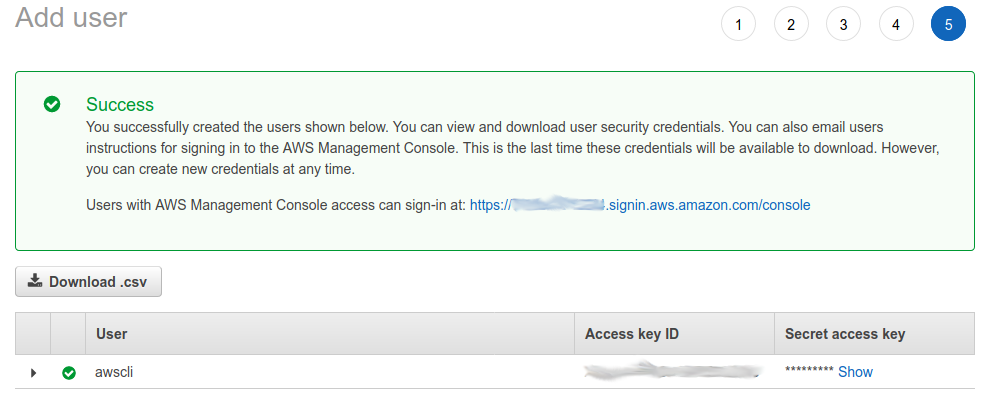 Add user
1 2 3 4 5
Success
You successfully created the users shown below. You can view and download user security credentials. You can also email users
instructions for signing in to the AWS Management Console. This is the last time these credentials will be available to download. However,
you can create new credentials at any time.
Users with AWS Management Console access can sign-in at: https:// .signin.aws.amazon.com/console
Download .csv
User Access key ID Secret access key
awscli ********* Show